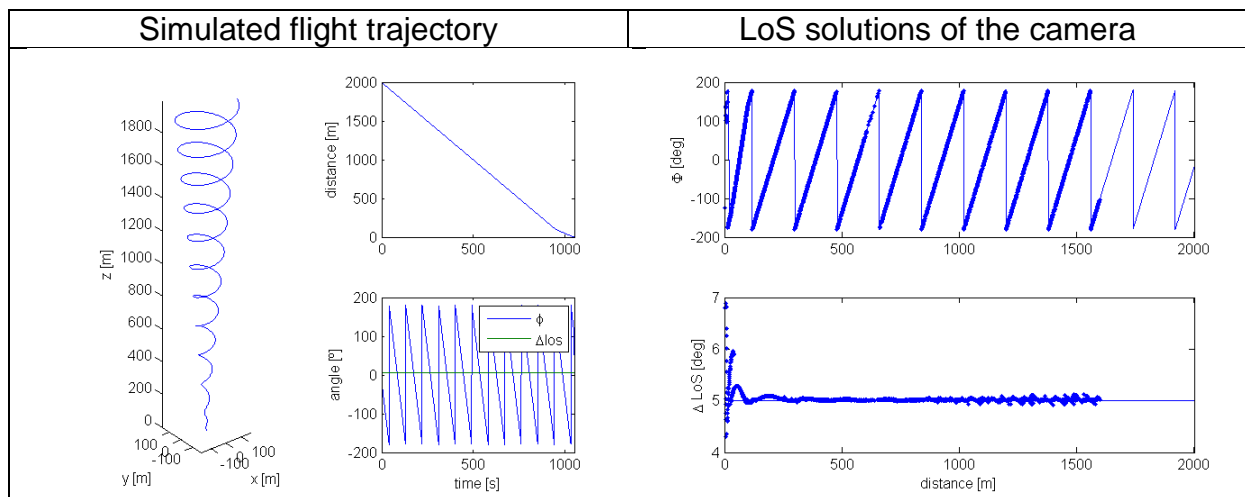 Simulated flight trajectory
LoS solutions of the camera
1800
1600
1400
1200
1000
800
600
400
200
0
z [m]
100
0
-100
y [m]
100
0
-100
x [m]
2000
1500
1000
500
0
distance [m]
0 500 1000
200
100
0
-100
-200
angle [º]
ϕ
Δlos
0 500 1000
time [s]
200
100
0
-100
-200
Φ [deg]
0 500 1000 1500 2000
7
6
5
4
Δ LoS [deg]
0 500 1000 1500 2000
distance [m]